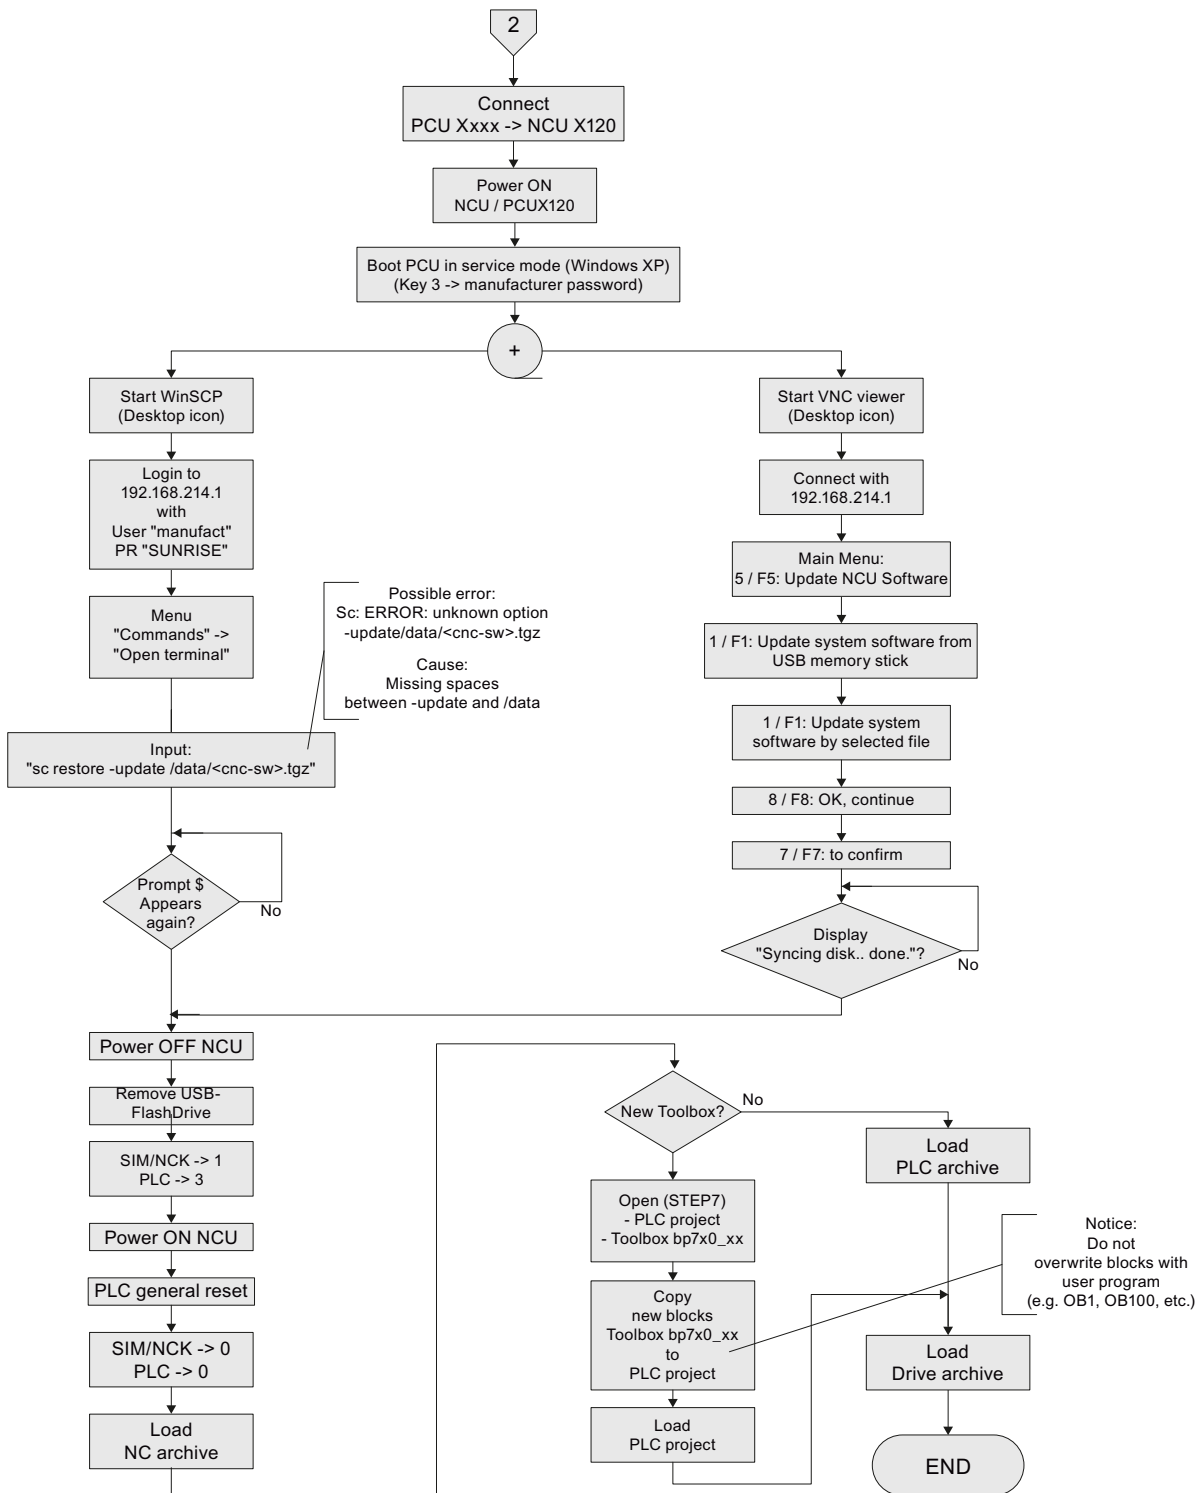 2
Connect
PCU Xxxx -> NCU X120
Power ON
NCU / PCUX120
Boot PCU in service mode (Windows XP)
(Key 3 -> manufacturer password)
+
Start WinSCP
(Desktop icon)
Login to
192.168.214.1
with
User "manufact"
PR "SUNRISE"
Menu
"Commands" ->
"Open terminal"
Possible error:
Sc: ERROR: unknown option
-update/data/<cnc-sw>.tgz
Cause:
Missing spaces
between -update and /data
Input:
"sc restore -update /data/<cnc-sw>.tgz"
Prompt $
Appears
again?
No
Start VNC viewer
(Desktop icon)
Connect with
192.168.214.1
Main Menu:
5 / F5: Update NCU Software
1 / F1: Update system software from
USB memory stick
1 / F1: Update system
software by selected file
8 / F8: OK, continue
7 / F7: to confirm
Display
"Syncing disk.. done."?
No
Power OFF NCU
Remove USB-
FlashDrive
SIM/NCK -> 1
PLC -> 3
Power ON NCU
PLC general reset
SIM/NCK -> 0
PLC -> 0
Load
NC archive
New Toolbox?
No
Open (STEP7)
- PLC project
- Toolbox bp7x0_xx
Copy
new blocks
Toolbox bp7x0_xx
to
PLC project
Load
PLC project
Load
PLC archive
Notice:
Do not
overwrite blocks with
user program
(e.g. OB1, OB100, etc.)
Load
Drive archive
END